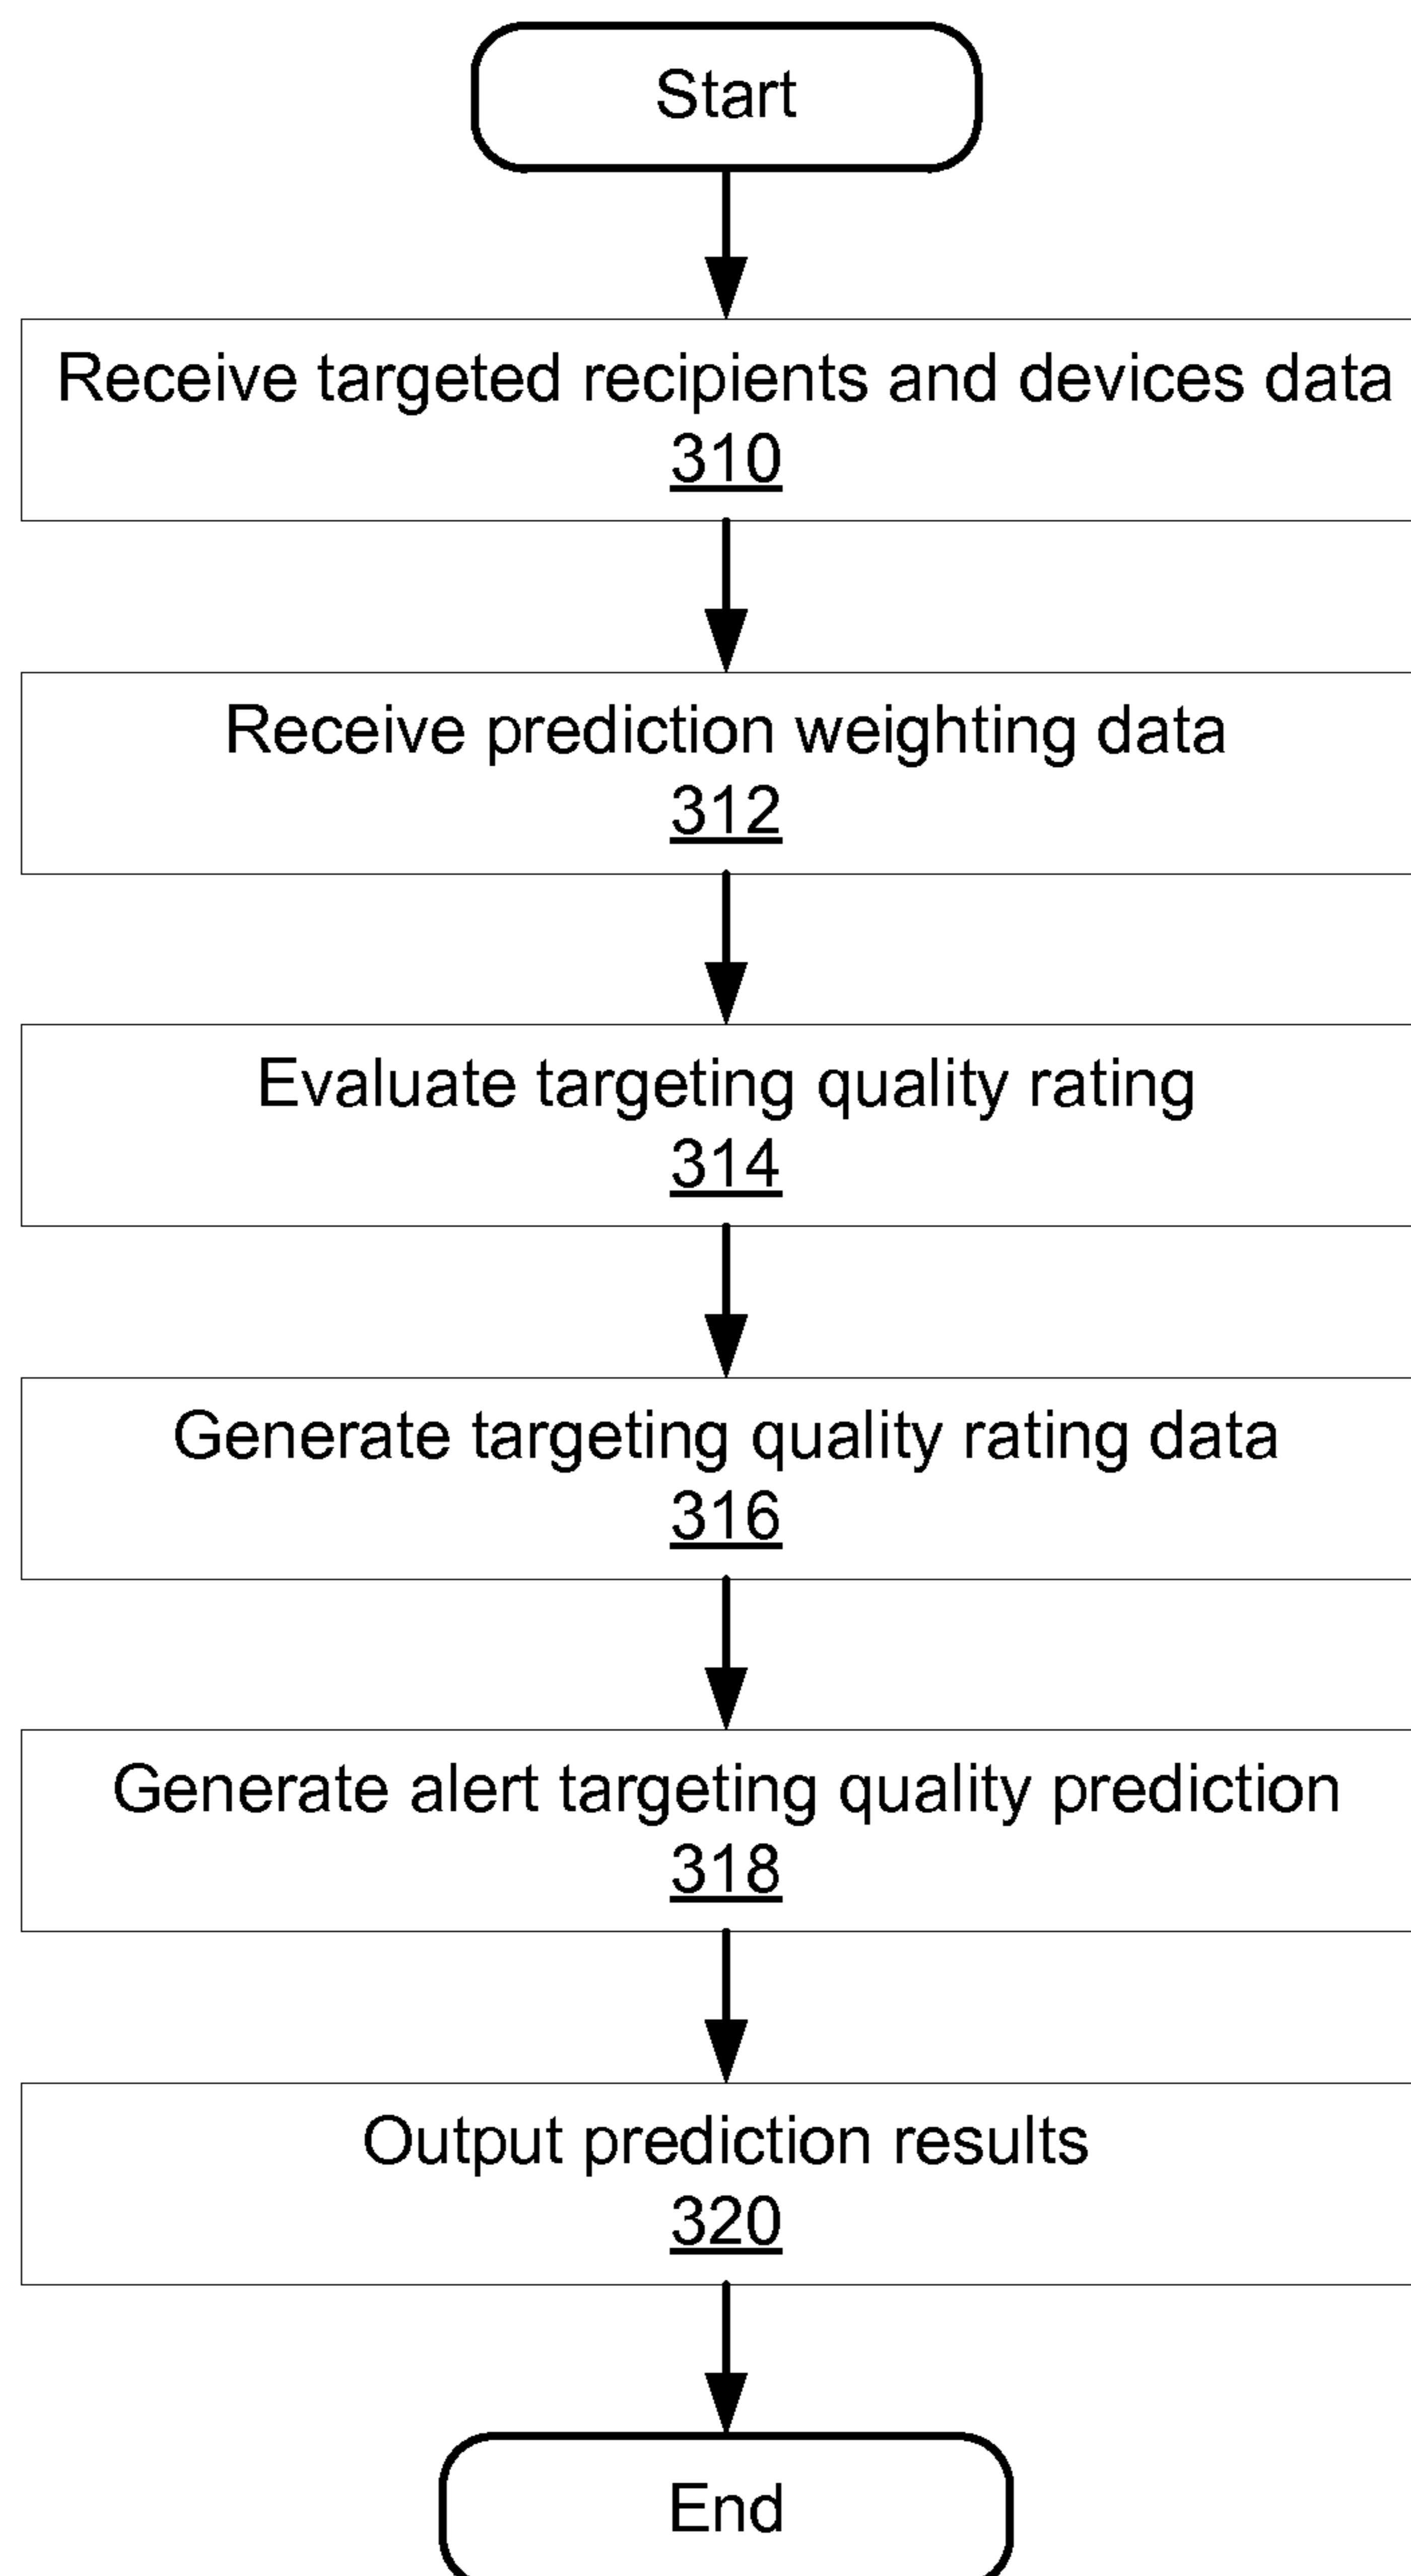 Start
Receive targeted recipients and devices data
310
Receive prediction weighting data
312
Evaluate targeting quality rating
314
Generate targeting quality rating data
316
Generate alert targeting quality prediction
318
Output prediction results
320
End